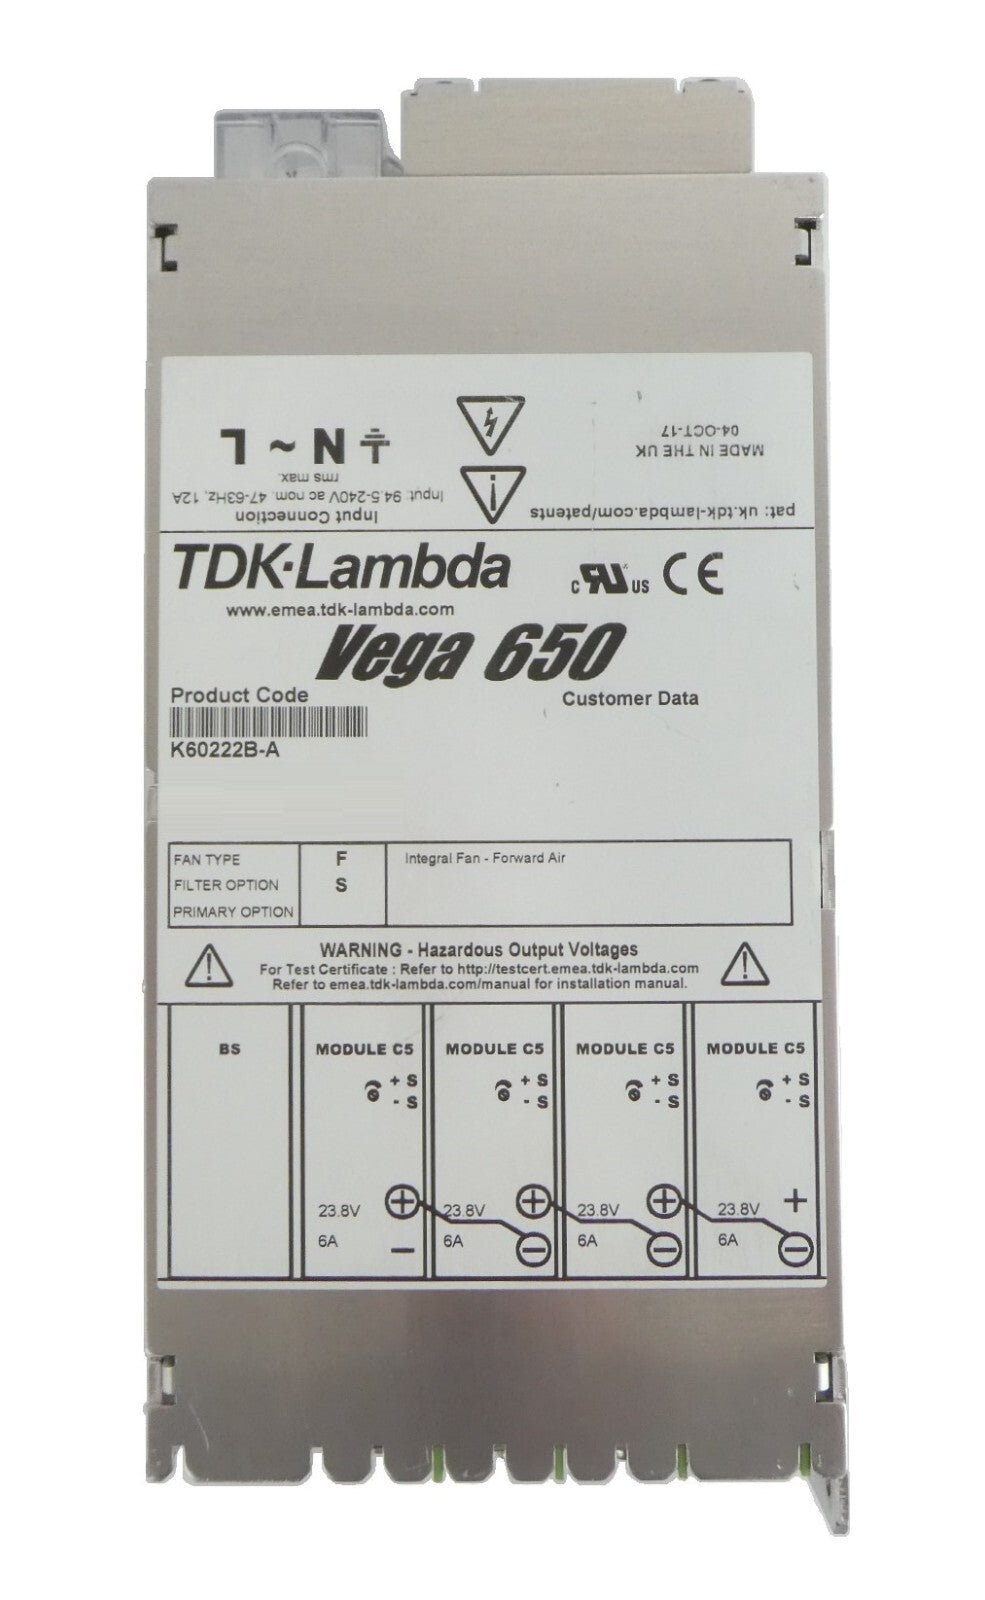 MADE IN THE UK
04-OCT-17
pat: uk.tdk-lambda.com/patents
Input Connection
Input: 94.5-240V ac nom, 47-63Hz, 12A
rms max.
N ~ L
TDK-Lambda
www.emea.tdk-lambda.com
c RU US CE
Vega 650
Product Code
Customer Data
K60222B-A
FAN TYPE F Integral Fan - Forward Air
FILTER OPTION S
PRIMARY OPTION
WARNING - Hazardous Output Voltages
For Test Certificate : Refer to http://testcert.emea.tdk-lambda.com
Refer to emea.tdk-lambda.com/manual for installation manual.
BS MODULE C5 MODULE C5 MODULE C5 MODULE C5
+ S + S + S + S
- S - S - S - S
23.8V + 23.8V + 23.8V + 23.8V +
6A - 6A - 6A - 6A -